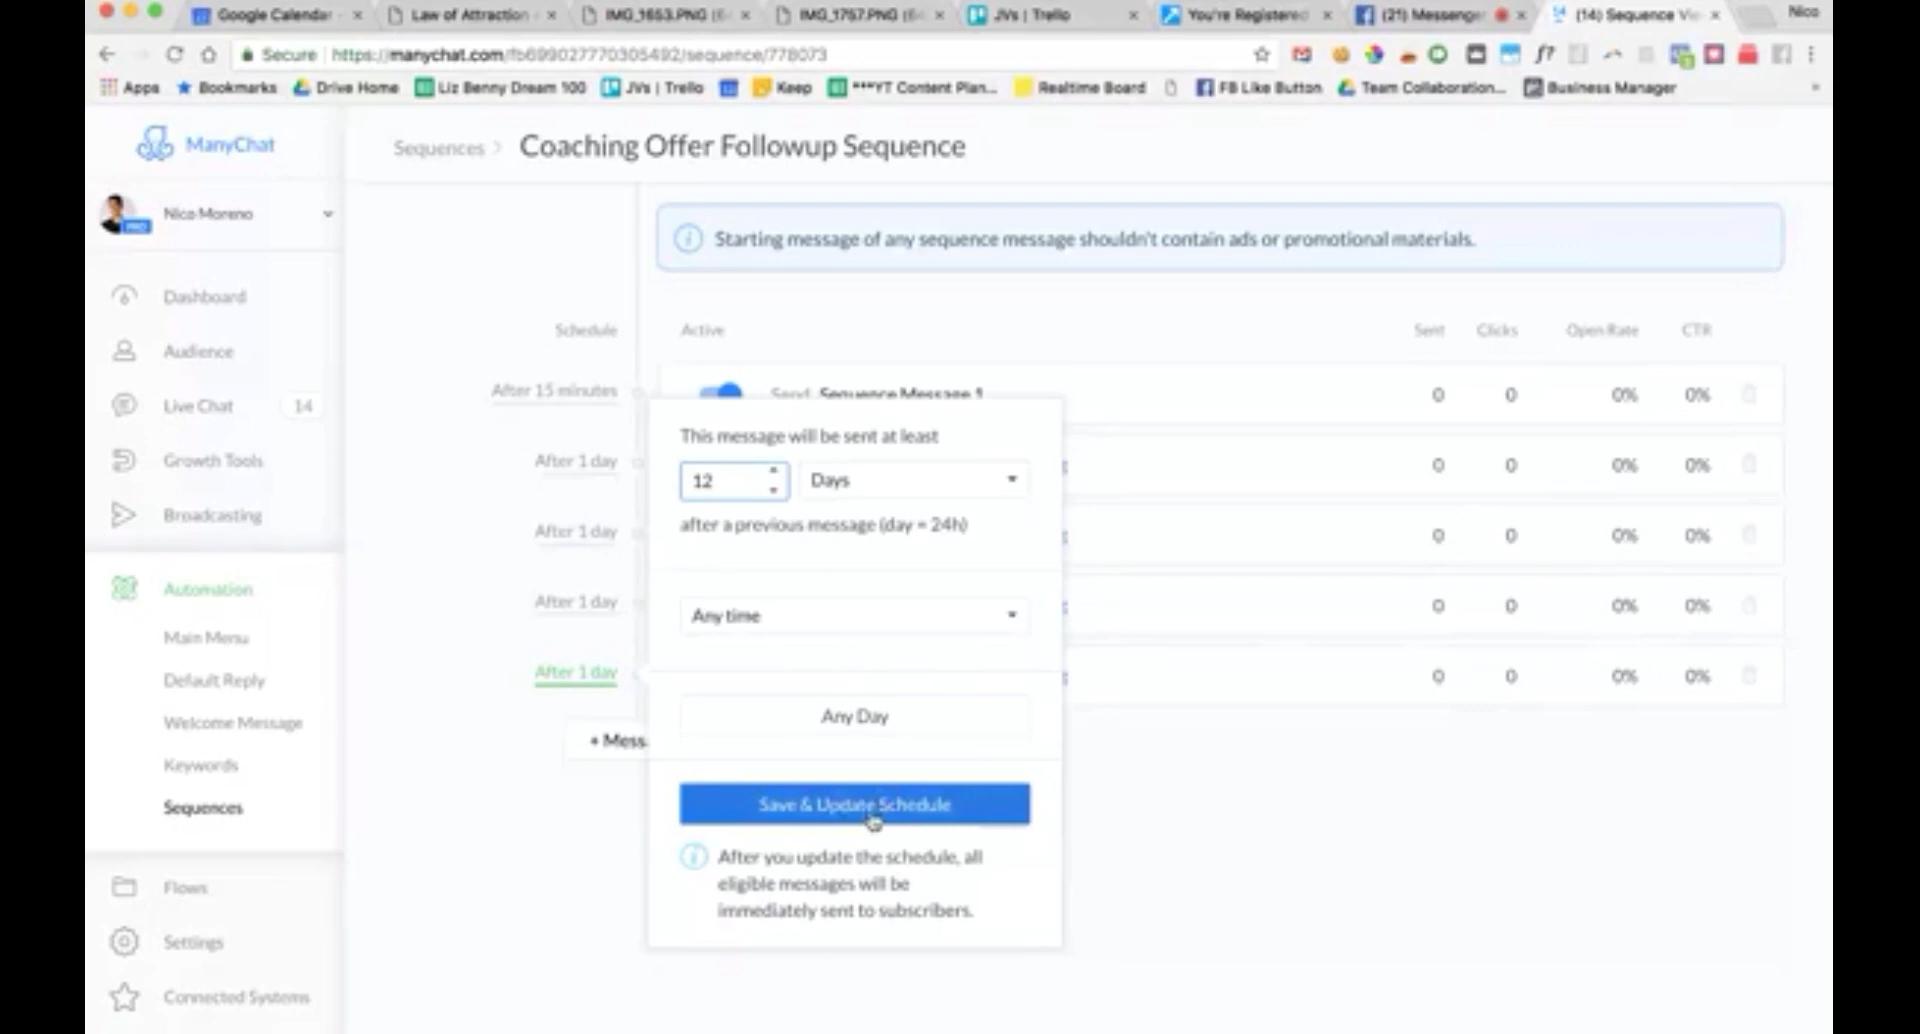 Google Calendar
Law of Attraction
IMG_1653.PNG
IMG_1757.PNG
JVs | Trello
You're Registered
(21) Messenger
(14) Sequence Vie
Nico
Secure https://manychat.com/fb699027770305492/sequence/778073
Apps Bookmarks Drive Home Liz Benny Dream 100 JVs | Trello Keep ***YT Content Plan... Realtime Board FB Like Button Team Collaboration... Business Manager
ManyChat
Sequences > Coaching Offer Followup Sequence
Nico Moreno
PRO
Starting message of any sequence message shouldn't contain ads or promotional materials.
Dashboard
Audience
Live Chat 14
Growth Tools
Broadcasting
Automation
Main Menu
Default Reply
Welcome Message
Keywords
Sequences
Flows
Settings
Connected Systems
Schedule Active Sent Clicks Open Rate CTR
After 15 minutes Send Sequence Message 1 0 0 0% 0%
After 1 day 0 0 0% 0%
After 1 day 0 0 0% 0%
After 1 day 0 0 0% 0%
After 1 day 0 0 0% 0%
+ Mess
This message will be sent at least
12 Days
after a previous message (day = 24h)
Any time
Any Day
Save & Update Schedule
After you update the schedule, all
eligible messages will be
immediately sent to subscribers.